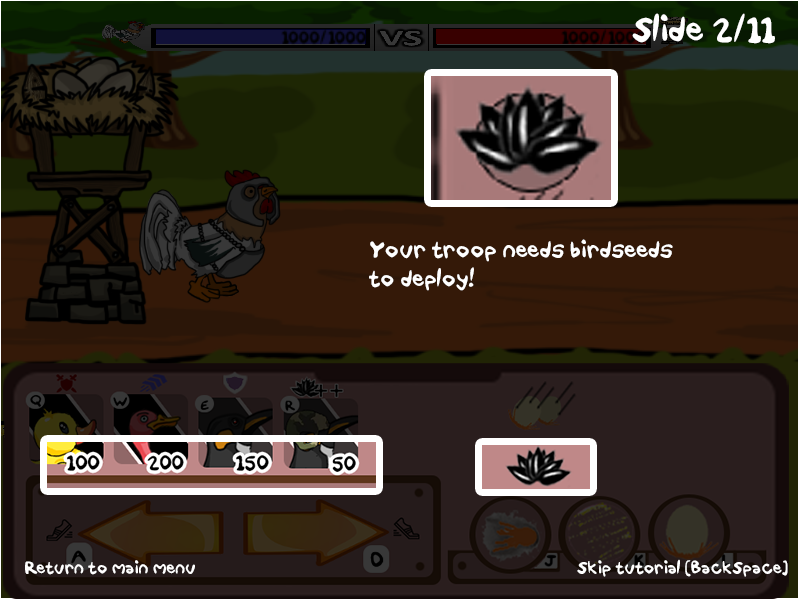 Slide 2/11
1000/1000 VS 1000/1000
Your troop needs birdseeds
to deploy!
Q W E R ++
100 200 150 50
A D J K L
Return to main menu Skip tutorial [BackSpace]